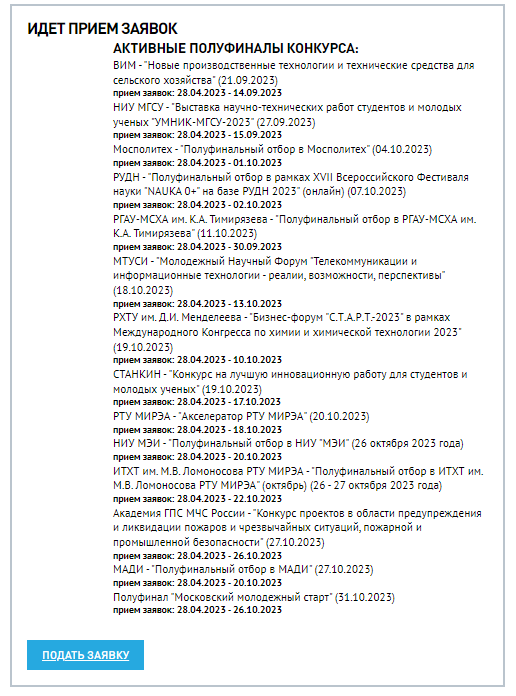 ИДЕТ ПРИЕМ ЗАЯВОК
АКТИВНЫЕ ПОЛУФИНАЛЫ КОНКУРСА:
ВИМ - "Новые производственные технологии и технические средства для
сельского хозяйства" (21.09.2023)
прием заявок: 28.04.2023 - 14.09.2023
НИУ МГСУ - "Выставка научно-технических работ студентов и молодых
ученых "УМНИК-МГСУ-2023" (27.09.2023)
прием заявок: 28.04.2023 - 15.09.2023
Мосполитех - "Полуфинальный отбор в Мосполитех" (04.10.2023)
прием заявок: 28.04.2023 - 01.10.2023
РУДН - "Полуфинальный отбор в рамках XVII Всероссийского Фестиваля
науки "NAUKA 0+" на базе РУДН 2023" (онлайн) (07.10.2023)
прием заявок: 28.04.2023 - 02.10.2023
РГАУ-МСХА им. К.А. Тимирязева - "Полуфинальный отбор в РГАУ-МСХА им.
К.А. Тимирязева" (11.10.2023)
прием заявок: 28.04.2023 - 30.09.2023
МТУСИ - "Молодежный Научный Форум "Телекоммуникации и
информационные технологии - реалии, возможности, перспективы"
(18.10.2023)
прием заявок: 28.04.2023 - 13.10.2023
РХТУ им. Д.И. Менделеева - "Бизнес-форум "С.Т.А.Р.Т.-2023" в рамках
Международного Конгресса по химии и химической технологии 2023"
(19.10.2023)
прием заявок: 28.04.2023 - 10.10.2023
СТАНКИН - "Конкурс на лучшую инновационную работу для студентов и
молодых ученых" (19.10.2023)
прием заявок: 28.04.2023 - 17.10.2023
РТУ МИРЭА - "Акселератор РТУ МИРЭА" (20.10.2023)
прием заявок: 28.04.2023 - 18.10.2023
НИУ МЭИ - "Полуфинальный отбор в НИУ "МЭИ" (26 октября 2023 года)
прием заявок: 28.04.2023 - 20.10.2023
ИТХТ им. М.В. Ломоносова РТУ МИРЭА - "Полуфинальный отбор в ИТХТ им.
М.В. Ломоносова РТУ МИРЭА" (октябрь) (26 - 27 октября 2023 года)
прием заявок: 28.04.2023 - 22.10.2023
Академия ГПС МЧС России - "Конкурс проектов в области предупреждения
и ликвидации пожаров и чрезвычайных ситуаций, пожарной и
промышленной безопасности" (27.10.2023)
прием заявок: 28.04.2023 - 26.10.2023
МАДИ - "Полуфинальный отбор в МАДИ" (27.10.2023)
прием заявок: 28.04.2023 - 20.10.2023
Полуфинал "Московский молодежный старт" (31.10.2023)
прием заявок: 28.04.2023 - 26.10.2023
ПОДАТЬ ЗАЯВКУ